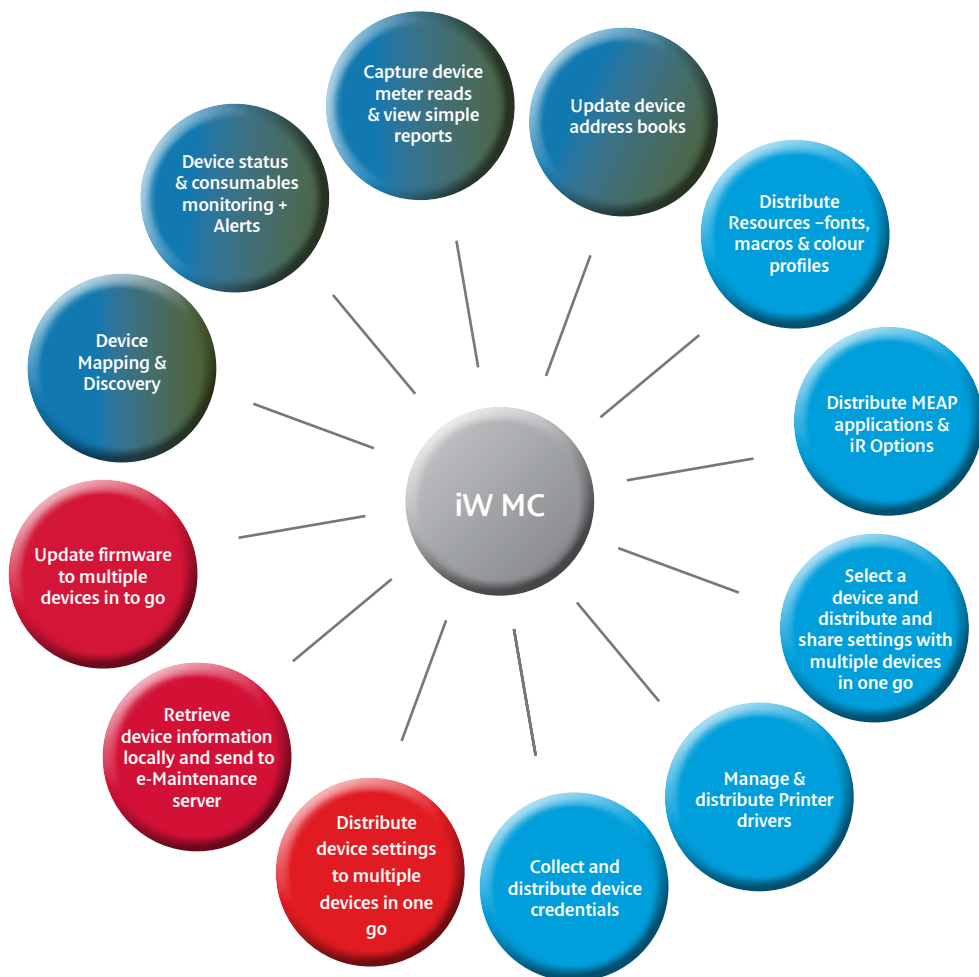 Capture device
meter reads
& view simple
reports
Update device
address books
Distribute
Resources –fonts,
macros & colour
profiles
Distribute MEAP
applications &
iR Options
Select a
device and
distribute and
share settings with
multiple devices
in one go
Manage &
distribute Printer
drivers
Collect and
distribute device
credentials
Distribute
device settings
to multiple
devices in one
go
Retrieve
device information
locally and send to
e-Maintenance
server
Update firmware
to multiple
devices in to go
Device
Mapping &
Discovery
Device status
& consumables
monitoring +
Alerts
iW MC